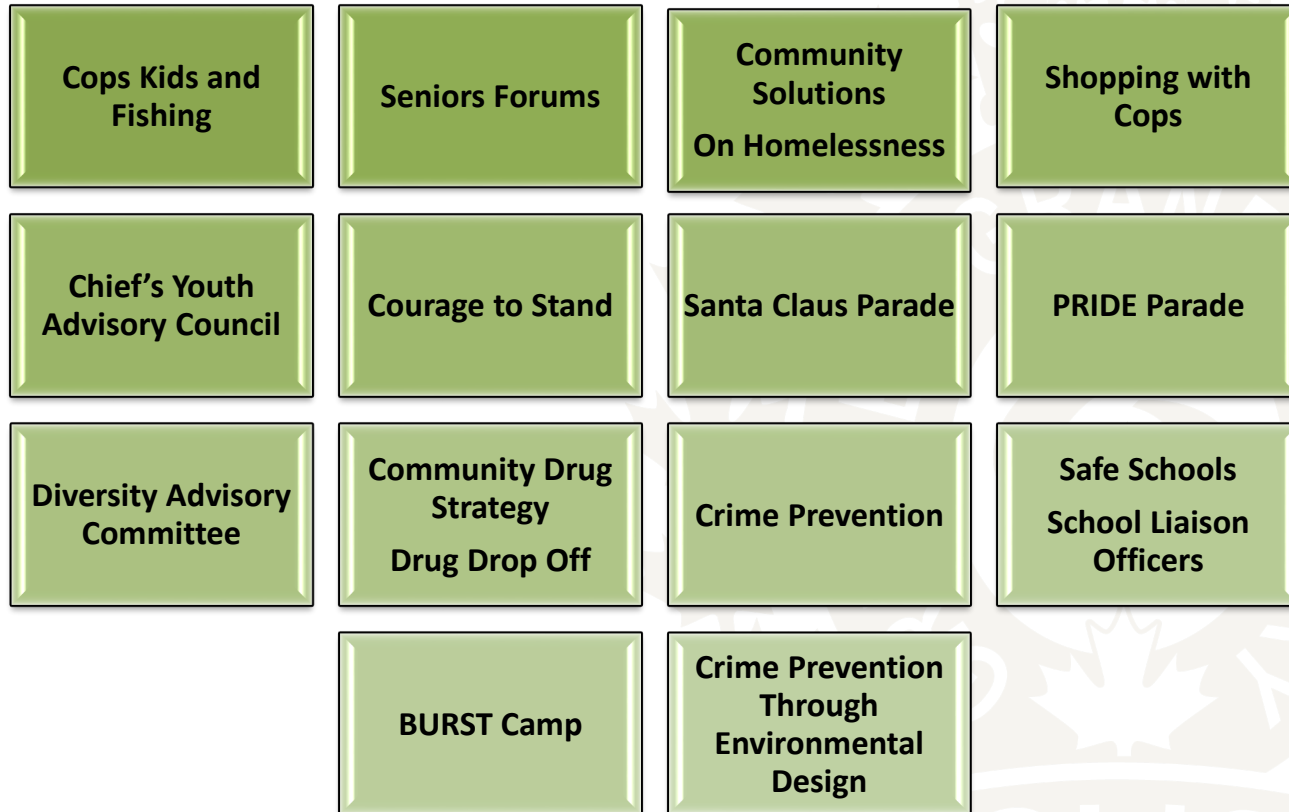 Cops Kids and
Fishing
Seniors Forums
Community
Solutions
On Homelessness
Shopping with
Cops
Chief’s Youth
Advisory Council
Courage to Stand
Santa Claus Parade
PRIDE Parade
Diversity Advisory
Committee
Community Drug
Strategy
Drug Drop Off
Crime Prevention
Safe Schools
School Liaison
Officers
BURST Camp
Crime Prevention
Through
Environmental
Design